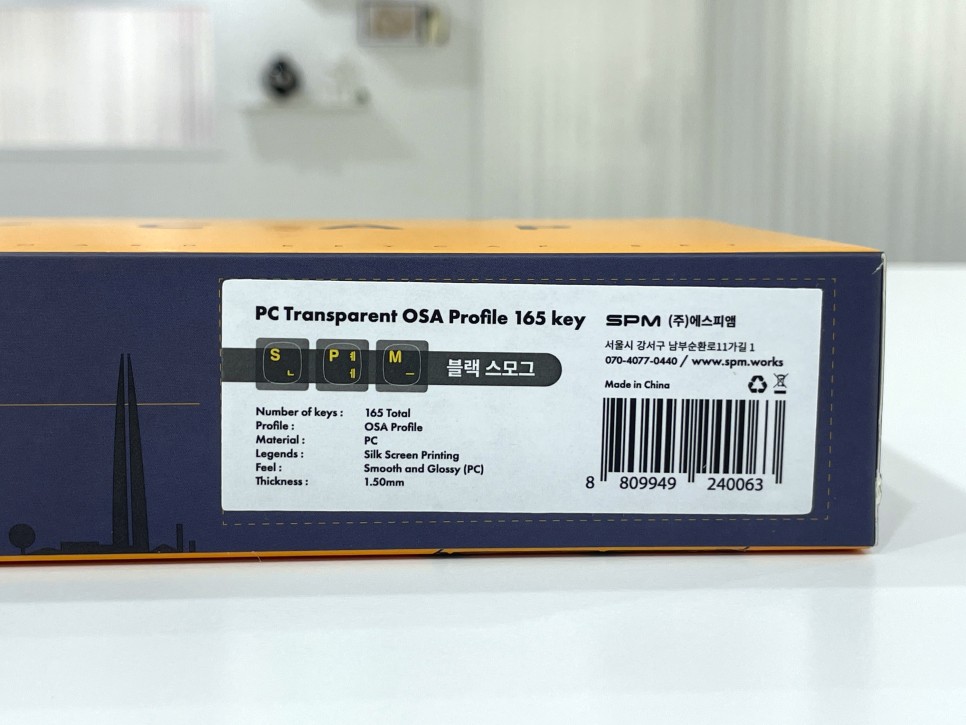 PC Transparent OSA Profile 165 key
S ㄴ P ㅔ ㅔ M ㅡ
블랙 스모그
Number of keys : 165 Total
Profile : OSA Profile
Material : PC
Legends : Silk Screen Printing
Feel : Smooth and Glossy (PC)
Thickness : 1.50mm
SPM (주)에스피앰
서울시 강서구 남부순환로11가길 1
070-4077-0440 / www.spm.works
Made in China
8 809949 240063